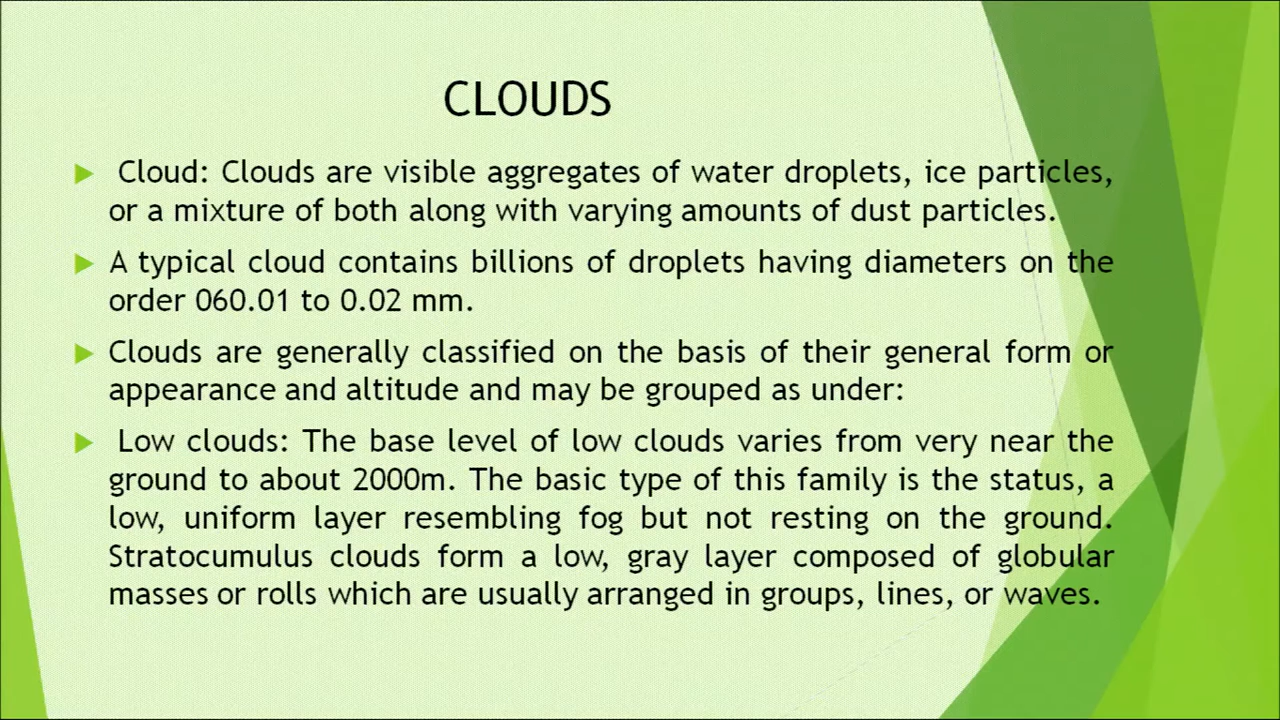 CLOUDS
Cloud: Clouds are visible aggregates of water droplets, ice particles,
or a mixture of both along with varying amounts of dust particles.
A typical cloud contains billions of droplets having diameters on the
order 060.01 to 0.02 mm.
Clouds are generally classified on the basis of their general form or
appearance and altitude and may be grouped as under:
Low clouds: The base level of low clouds varies from very near the
ground to about 2000m. The basic type of this family is the status, a
low, uniform layer resembling fog but not resting on the ground.
Stratocumulus clouds form a low, gray layer composed of globular
masses or rolls which are usually arranged in groups, lines, or waves.